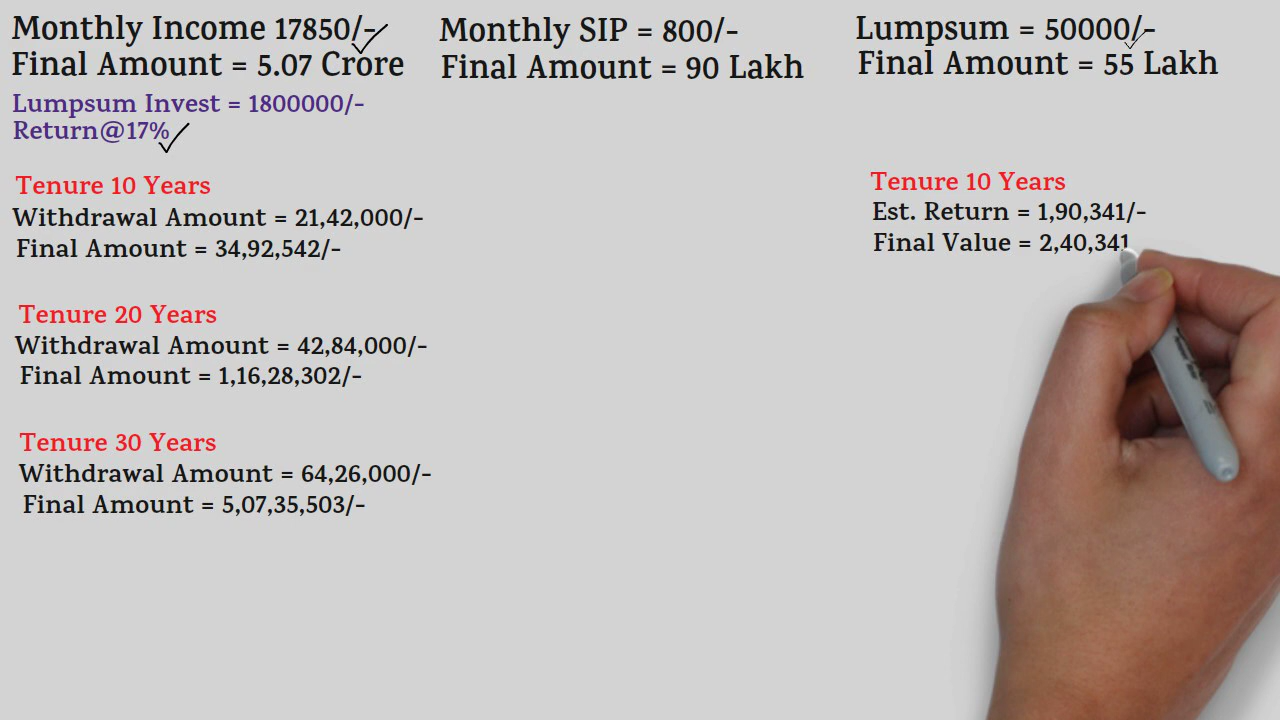 Monthly Income 17850/-
Final Amount = 5.07 Crore
Lumpsum Invest = 1800000/-
Return@17%
Tenure 10 Years
Withdrawal Amount = 21,42,000/-
Final Amount = 34,92,542/-
Tenure 20 Years
Withdrawal Amount = 42,84,000/-
Final Amount = 1,16,28,302/-
Tenure 30 Years
Withdrawal Amount = 64,26,000/-
Final Amount = 5,07,35,503/-
Monthly SIP = 800/-
Final Amount = 90 Lakh
Lumpsum = 50000/-
Final Amount = 55 Lakh
Tenure 10 Years
Est. Return = 1,90,341/-
Final Value = 2,40,341